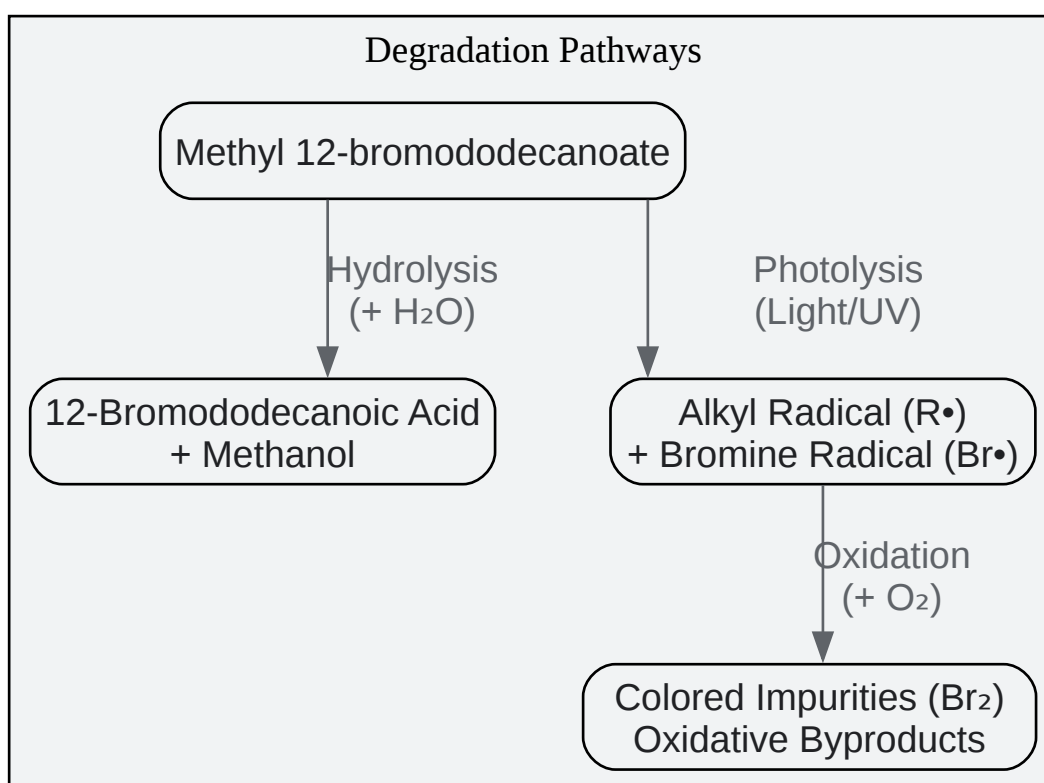 Degradation Pathways
Methyl 12-bromododecanoate
Hydrolysis
(+ H₂O)
Photolysis
(Light/UV)
12-Bromododecanoic Acid
+ Methanol
Alkyl Radical (R•)
+ Bromine Radical (Br•)
Oxidation
(+ O₂)
Colored Impurities (Br₂)
Oxidative Byproducts